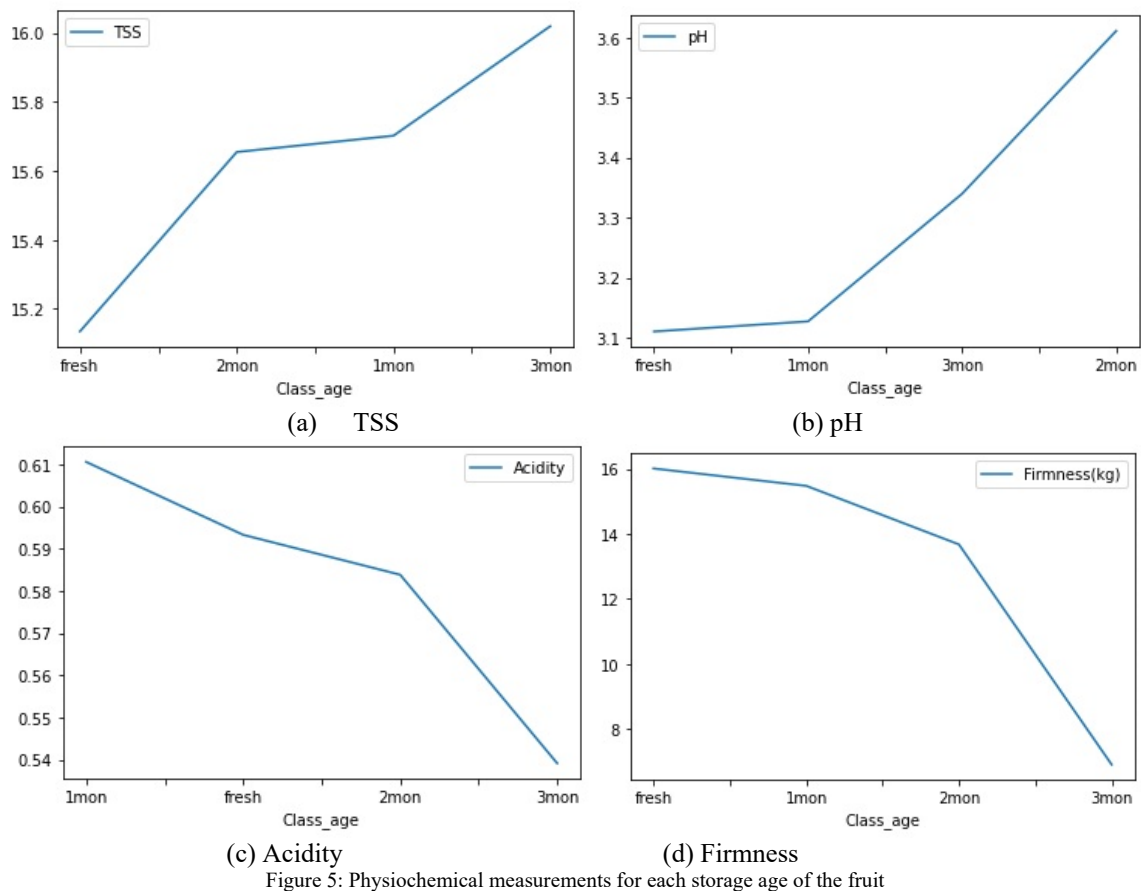 TSS
16.0
15.8
15.6
15.4
15.2
fresh 2mon 1mon 3mon
Class_age
(a) TSS
pH
3.6
3.5
3.4
3.3
3.2
3.1
fresh 1mon 3mon 2mon
Class_age
(b) pH
Acidity
0.61
0.60
0.59
0.58
0.57
0.56
0.55
0.54
1mon fresh 2mon 3mon
Class_age
(c) Acidity
Firmness(kg)
16
14
12
10
8
fresh 1mon 2mon 3mon
Class_age
(d) Firmness
Figure 5: Physiochemical measurements for each storage age of the fruit